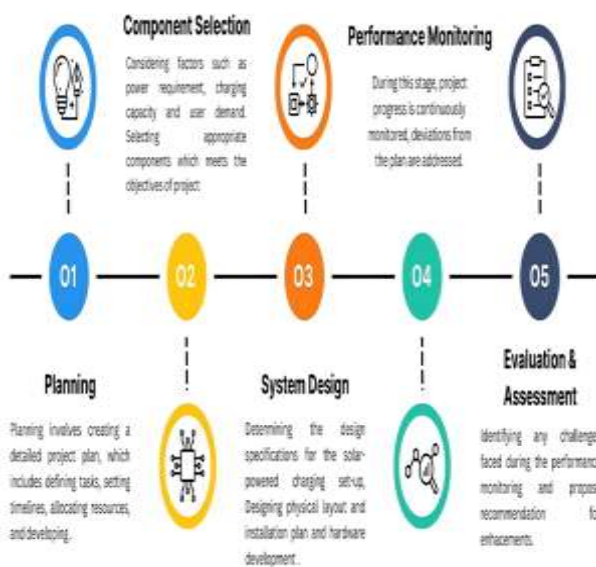 Component Selection
Considering factors such as
power requirement, charging
capacity and user demand.
Selecting appropriate
components which meets the
objectives of project
Performance Monitoring
During this stage, project
progress is continuously
monitored, deviations from
the plan are addressed.
01
02
03
04
05
Planning
Planning involves creating a
detailed project plan, which
includes defining tasks, setting
timelines, allocating resources,
and developing.
System Design
Determining the design
specifications for the solar-
powered charging set-up,
Designing physical layout and
installation plan and hardware
development .
Evaluation &
Assessment
Identifying any challenge
faced during the performanc
monitoring and propos
recommendation fo
enhacements.